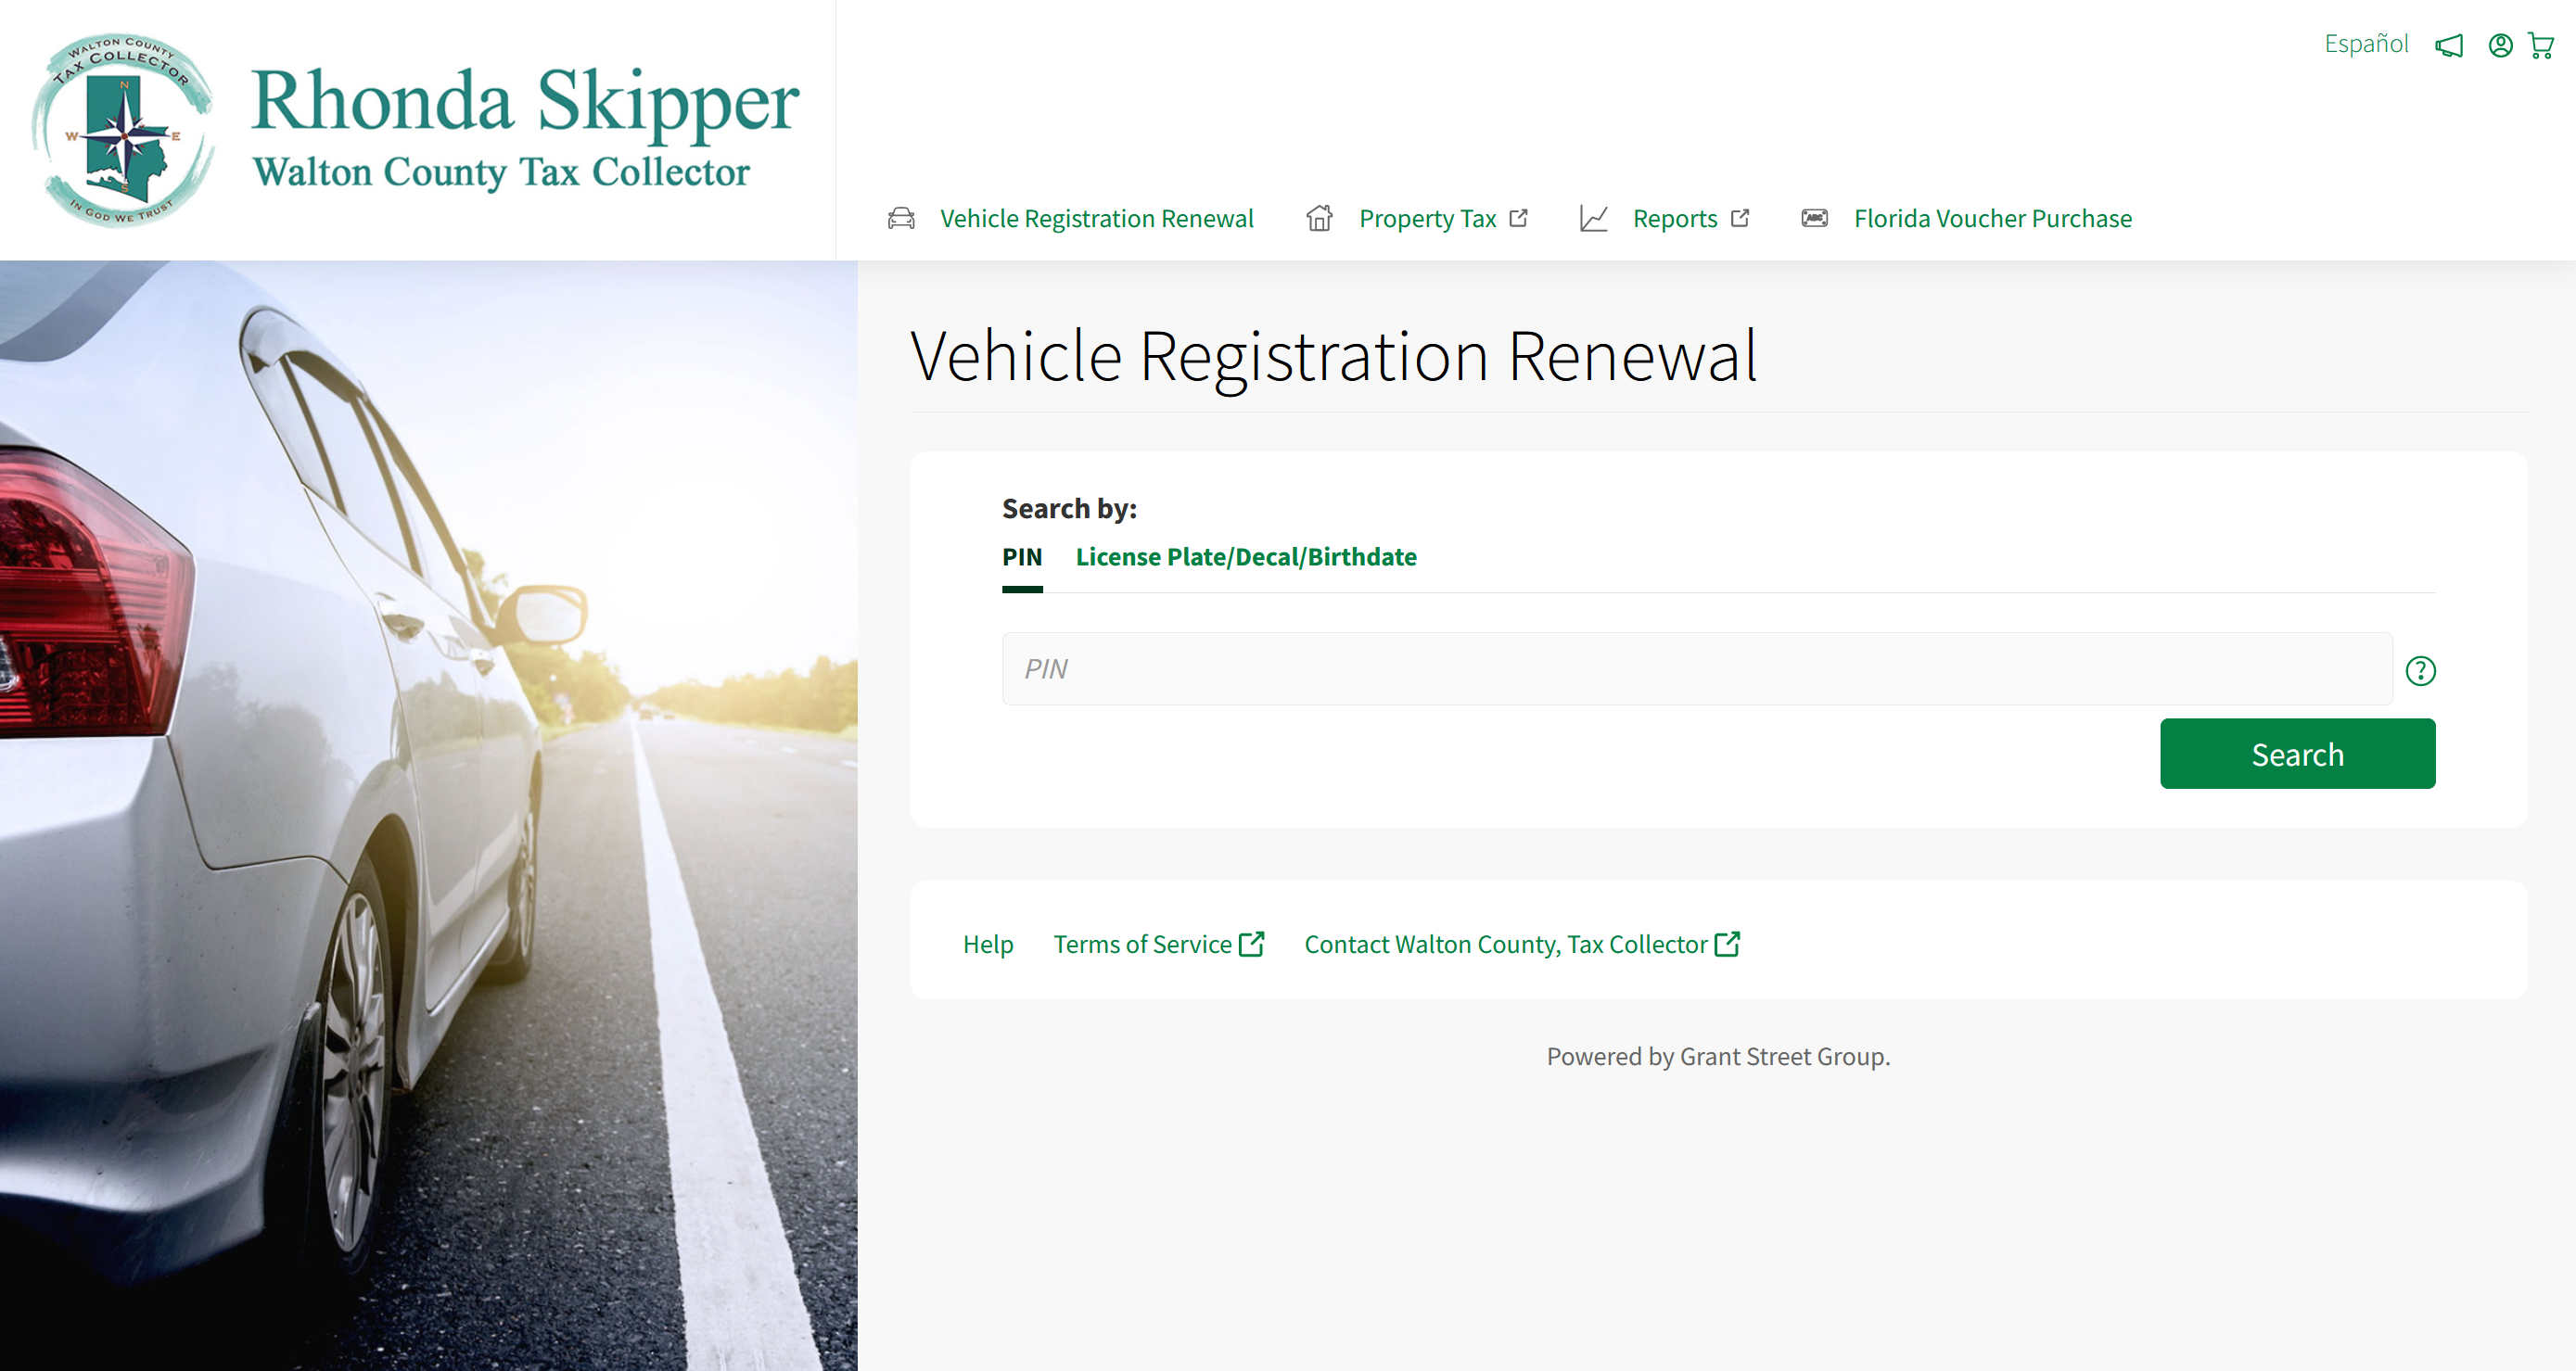 WALTON COUNTY
TAX COLLECTOR
N
W E
S
IN GOD WE TRUST
Rhonda Skipper
Walton County Tax Collector
Español
Vehicle Registration Renewal Property Tax Reports ABC Florida Voucher Purchase
Vehicle Registration Renewal
Search by:
PIN License Plate/Decal/Birthdate
PIN ?
Search
Help Terms of Service Contact Walton County, Tax Collector
Powered by Grant Street Group.